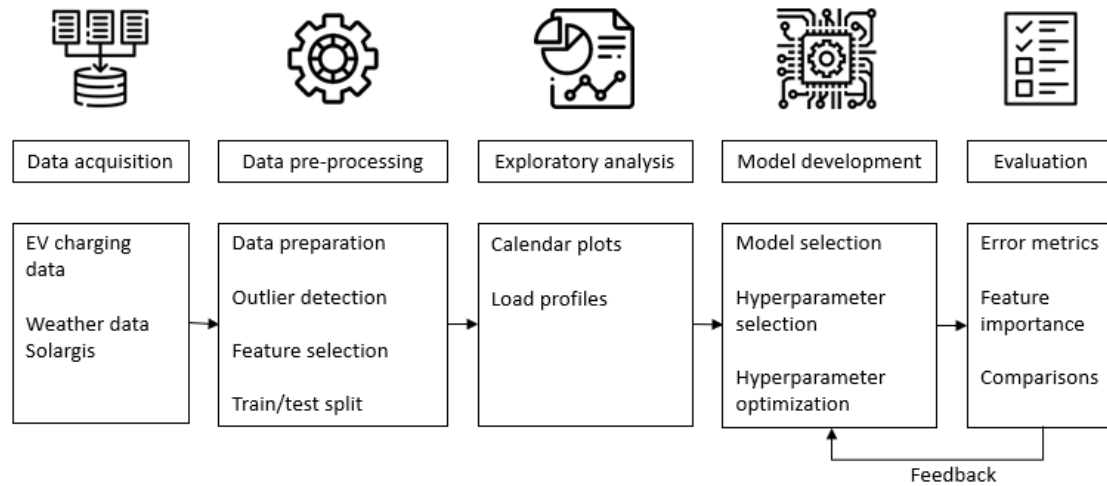 Data acquisition
Data pre-processing
Exploratory analysis
Model development
Evaluation
EV charging
data
Weather data
Solargis
Data preparation
Outlier detection
Feature selection
Train/test split
Calendar plots
Load profiles
Model selection
Hyperparameter
selection
Hyperparameter
optimization
Error metrics
Feature
importance
Comparisons
Feedback